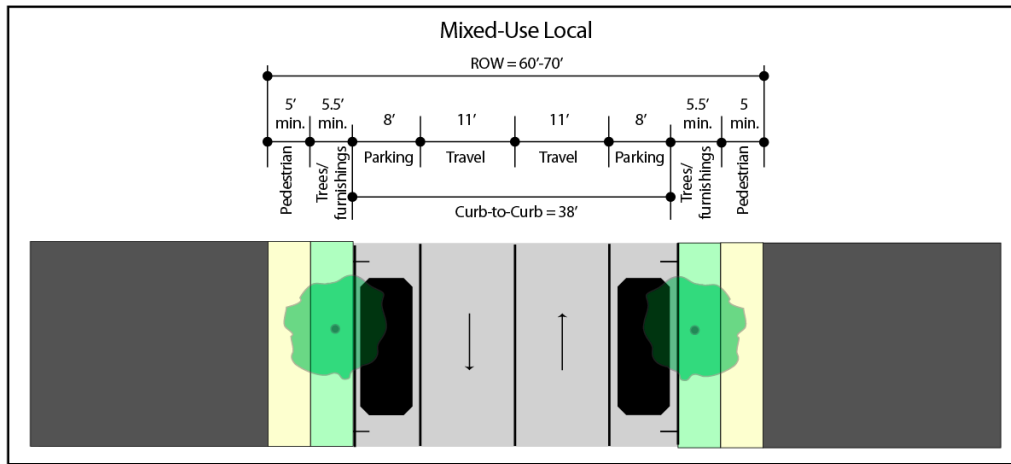 Mixed-Use Local
ROW = 60'-70'
5'
min.
5.5'
min.
8'
11'
11'
8'
5.5'
min.
5
min.
Pedestrian
Trees/
furnishings
Parking
Travel
Travel
Parking
Trees/
furnishings
Pedestrian
Curb-to-Curb = 38'